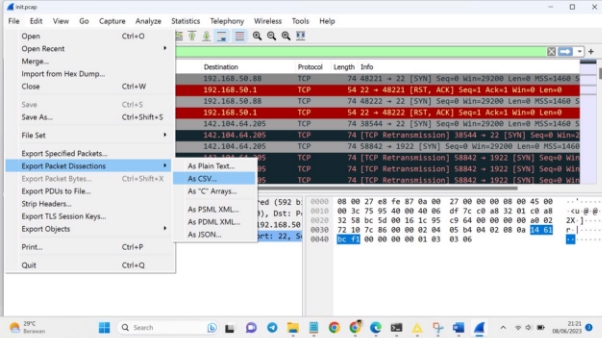 init.pcap
File Edit View Go Capture Analyze Statistics Telephony Wireless Tools Help
Open Ctrl+O
Open Recent
Merge...
Import from Hex Dump...
Close Ctrl+W
Save Ctrl+S
Save As... Ctrl+Shift+S
File Set
Export Specified Packets...
Export Packet Dissections
Export Packet Bytes... Ctrl+Shift+X
Export PDUs to File...
Strip Headers...
Export TLS Session Keys...
Export Objects
Print... Ctrl+P
Quit Ctrl+Q
As Plain Text...
As CSV...
As "C" Arrays...
As PSML XML...
As PDML XML...
As JSON...
Destination Protocol Length Info
192.168.50.88 TCP 74 48221 → 22 [SYN] Seq=0 Win=29200 Len=0 MSS=1460 S
192.168.50.1 TCP 54 22 → 48221 [RST, ACK] Seq=1 Ack=1 Win=0 Len=0
192.168.50.88 TCP 74 48221 → 22 [SYN] Seq=0 Win=29200 Len=0 MSS=1460 S
192.168.50.1 TCP 54 22 → 48221 [RST, ACK] Seq=1 Ack=1 Win=0 Len=0
142.104.64.205 TCP 74 38544 → 22 [SYN] Seq=0 Win=29200 Len=0 MSS=1460 S
142.104.64.205 TCP 74 [TCP Retransmission] 38544 → 22 [SYN] Seq=0 Win=2
142.104.64.205 TCP 74 58842 → 1922 [SYN] Seq=0 Win=29200 Len=0 MSS=1460
142.104.64.205 TCP 74 [TCP Retransmission] 58842 → 1922 [SYN] Seq=0 Win
142.104.64.205 TCP 74 [TCP Retransmission] 58842 → 1922 [SYN] Seq=0 Win
red (592 bi
), Dst: P
192.168.50
ort: 22, S
0000 08 00 27 e8 fe 87 0a 00 27 00 00 00 08 00 45 00
0010 00 3c 75 95 40 00 40 06 df 7c c0 a8 32 01 c0 a8
0020 32 58 bc 5d 00 16 1c 95 c9 64 00 00 00 00 a0 02
0030 72 10 7c 86 00 00 02 04 05 b4 04 02 08 0a 14 61
0040 bc f1 00 00 00 00 01 03 03 06
29°C
Berawan
Search
21:21
08/06/2023